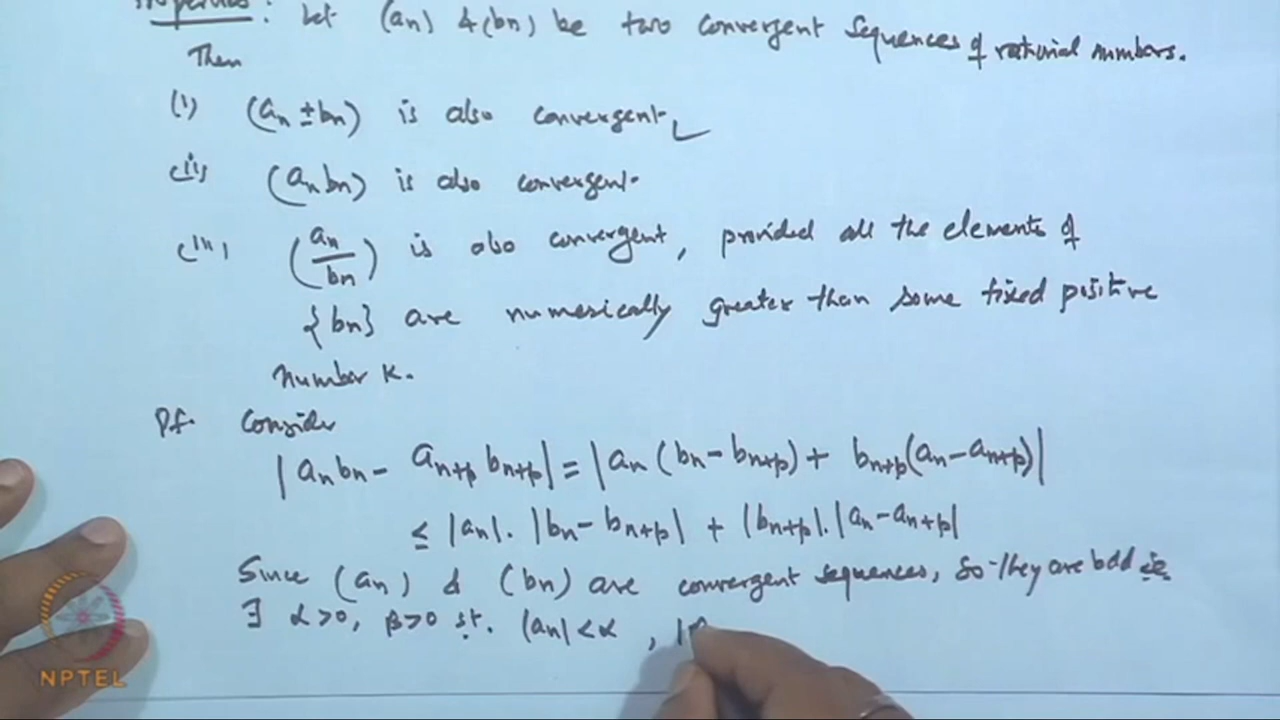 Properties: Let (an) & (bn) be two convergent sequences of rational numbers.
Then
(i) (an ± bn) is also convergent
(ii) (an bn) is also convergent.
(iii) (an/bn) is also convergent, provided all the elements of
{bn} are numerically greater than some fixed positive
number K.
Pf. Consider
|an bn - an+p bn+p| = |an (bn - bn+p) + bn+p (an - an+p)|
≤ |an|. |bn - bn+p| + |bn+p|. |an - an+p|
Since (an) & (bn) are convergent sequences, so they are bdd ie
∃ α>0, β>0 st. |an| < α , |
NPTEL